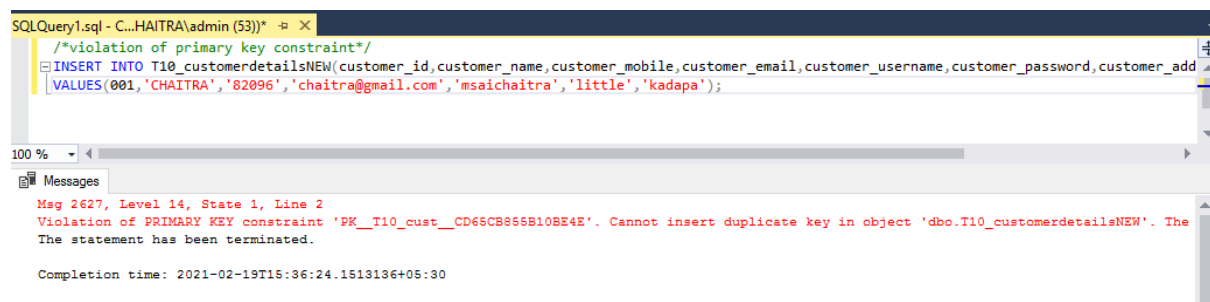 SQLQuery1.sql - C...HAITRA\admin (53))*
/*violation of primary key constraint*/
INSERT INTO T10_customerdetailsNEW(customer_id,customer_name,customer_mobile,customer_email,customer_username,customer_password,customer_add
VALUES(001,'CHAITRA','82096','chaitra@gmail.com','msaichaitra','little','kadapa');
100 %
Messages
Msg 2627, Level 14, State 1, Line 2
Violation of PRIMARY KEY constraint 'PK__T10_cust__CD65CB855B10BE4E'. Cannot insert duplicate key in object 'dbo.T10_customerdetailsNEW'. The
The statement has been terminated.
Completion time: 2021-02-19T15:36:24.1513136+05:30